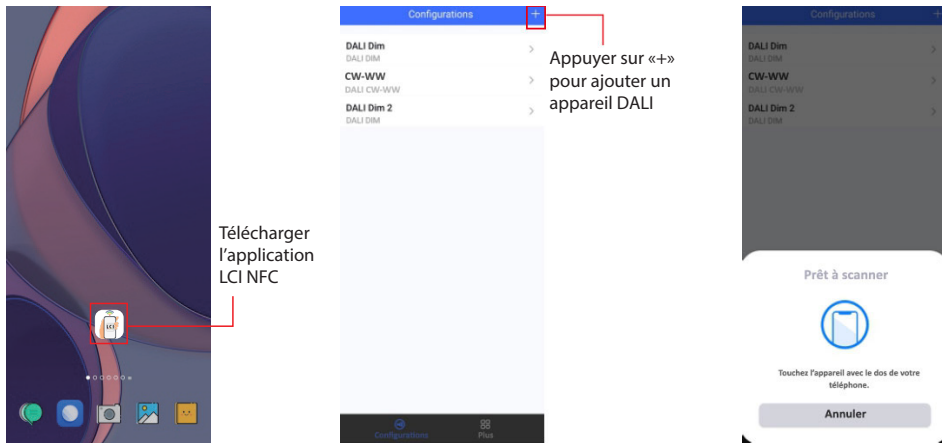 LCI
Télécharger
l'application
LCI NFC
Configurations +
DALI Dim
DALI DIM
CW-WW
DALI CW-WW
DALI Dim 2
DALI DIM
Configurations
Plus
Appuyer sur «+»
pour ajouter un
appareil DALI
Configurations +
DALI Dim
DALI DIM
CW-WW
DALI CW-WW
DALI Dim 2
DALI DIM
Prêt à scanner
Touchez l'appareil avec le dos de votre
téléphone.
Annuler